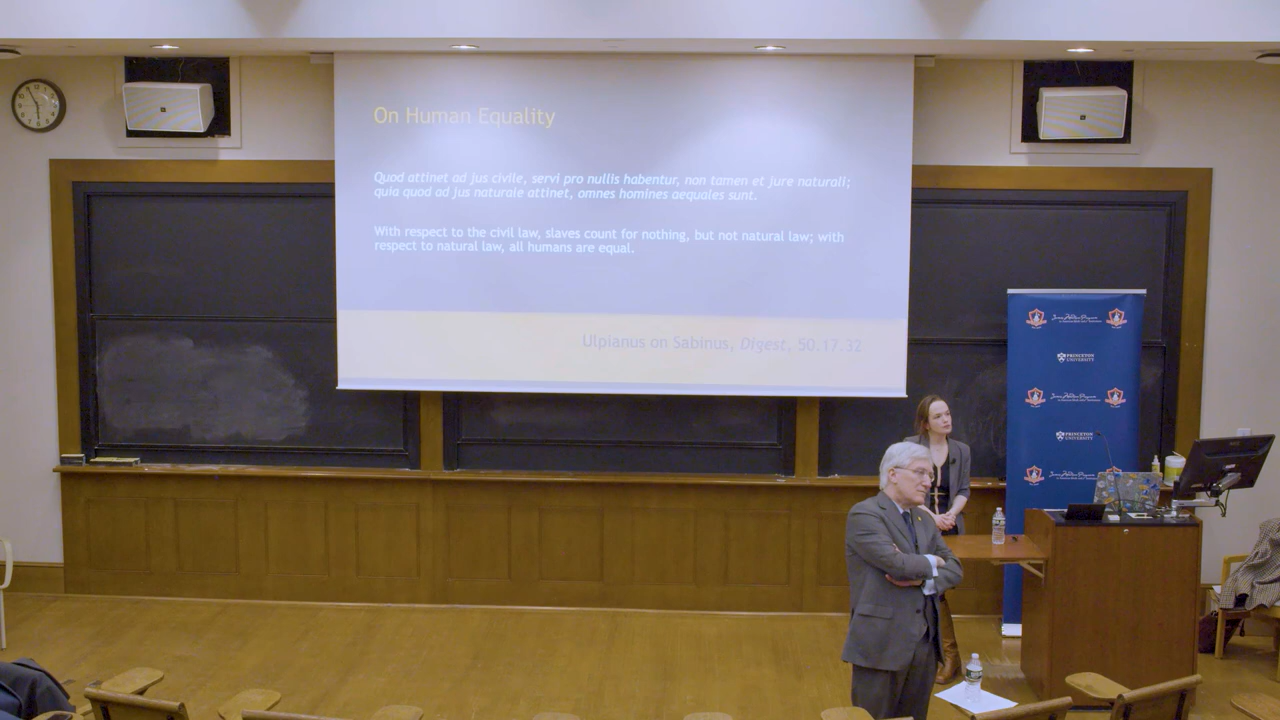 On Human Equality
Quod attinet ad jus civile, servi pro nullis habentur, non tamen et jure naturali;
quia quod ad jus naturale attinet, omnes homines aequales sunt.
With respect to the civil law, slaves count for nothing, but not natural law; with
respect to natural law, all humans are equal.
Ulpianus on Sabinus, Digest, 50.17.32
PRINCETON
UNIVERSITY
PRINCETON
UNIVERSITY